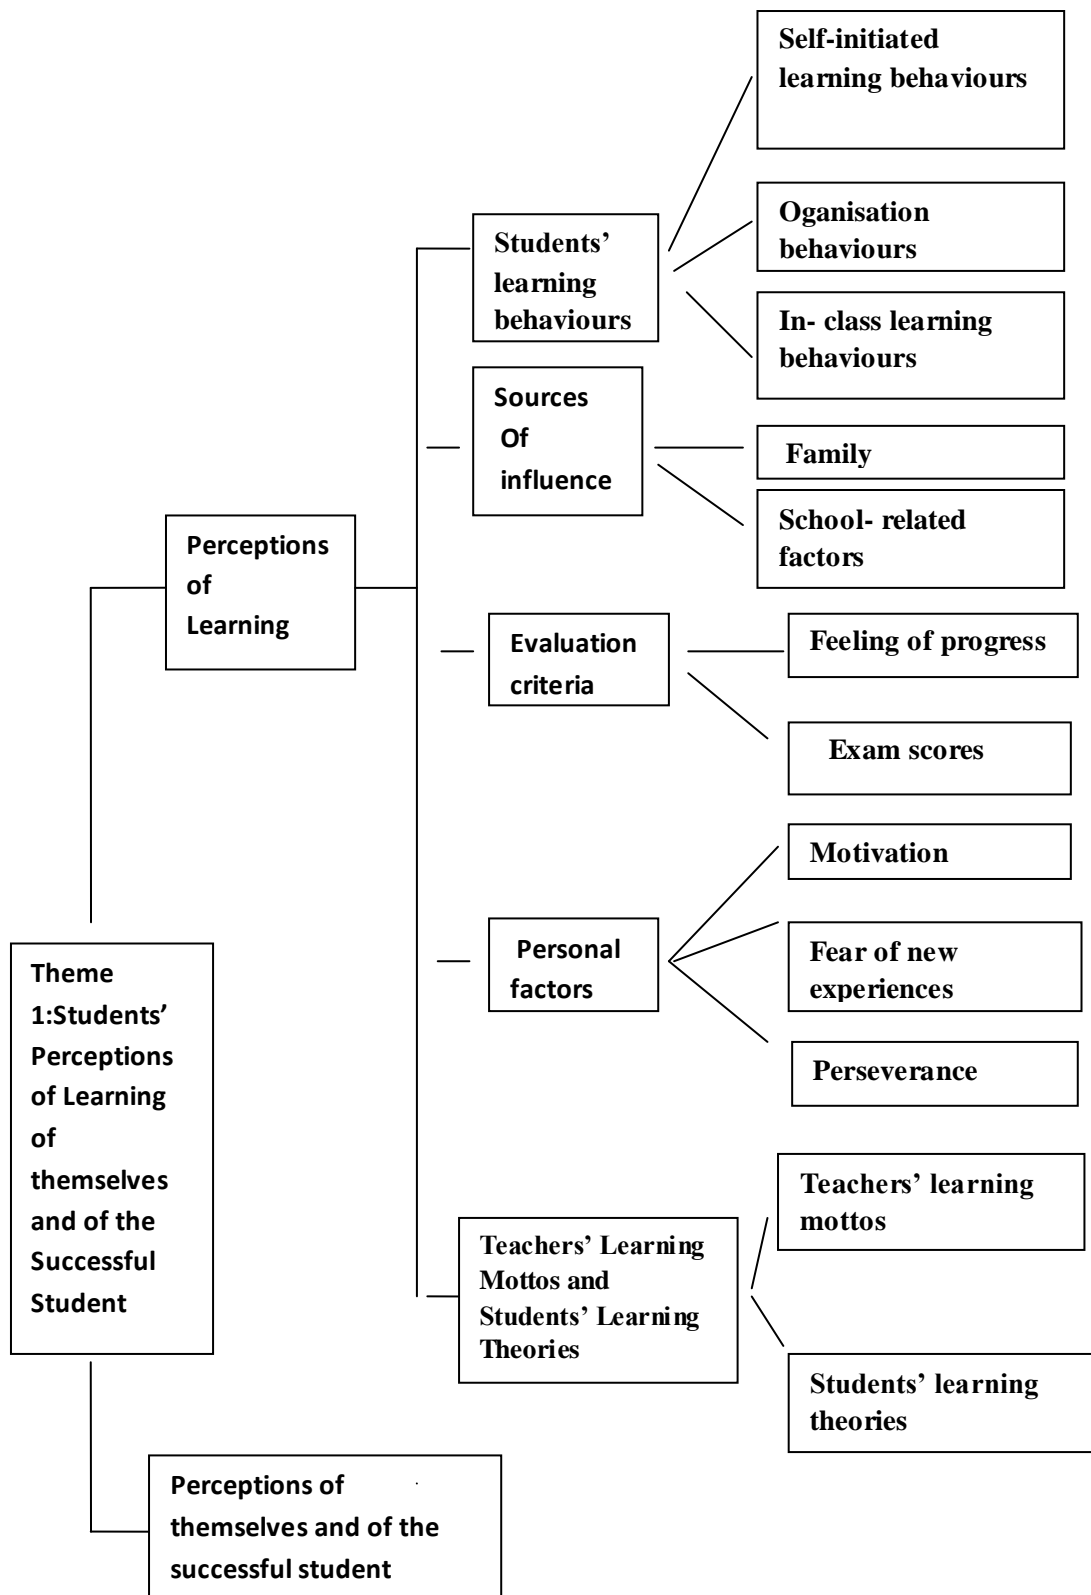 Self-initiated
learning behaviours
Oganisation
behaviours
Students’
learning
behaviours
In- class learning
behaviours
Sources
Of
influence
Family
School- related
factors
Perceptions
of
Learning
Evaluation
criteria
Feeling of progress
Exam scores
Motivation
Personal
factors
Fear of new
experiences
Perseverance
Theme
1:Students’
Perceptions
of Learning
of
themselves
and of the
Successful
Student
Teachers’ learning
mottos
Teachers’ Learning
Mottos and
Students’ Learning
Theories
Students’ learning
theories
Perceptions of
themselves and of the
successful student